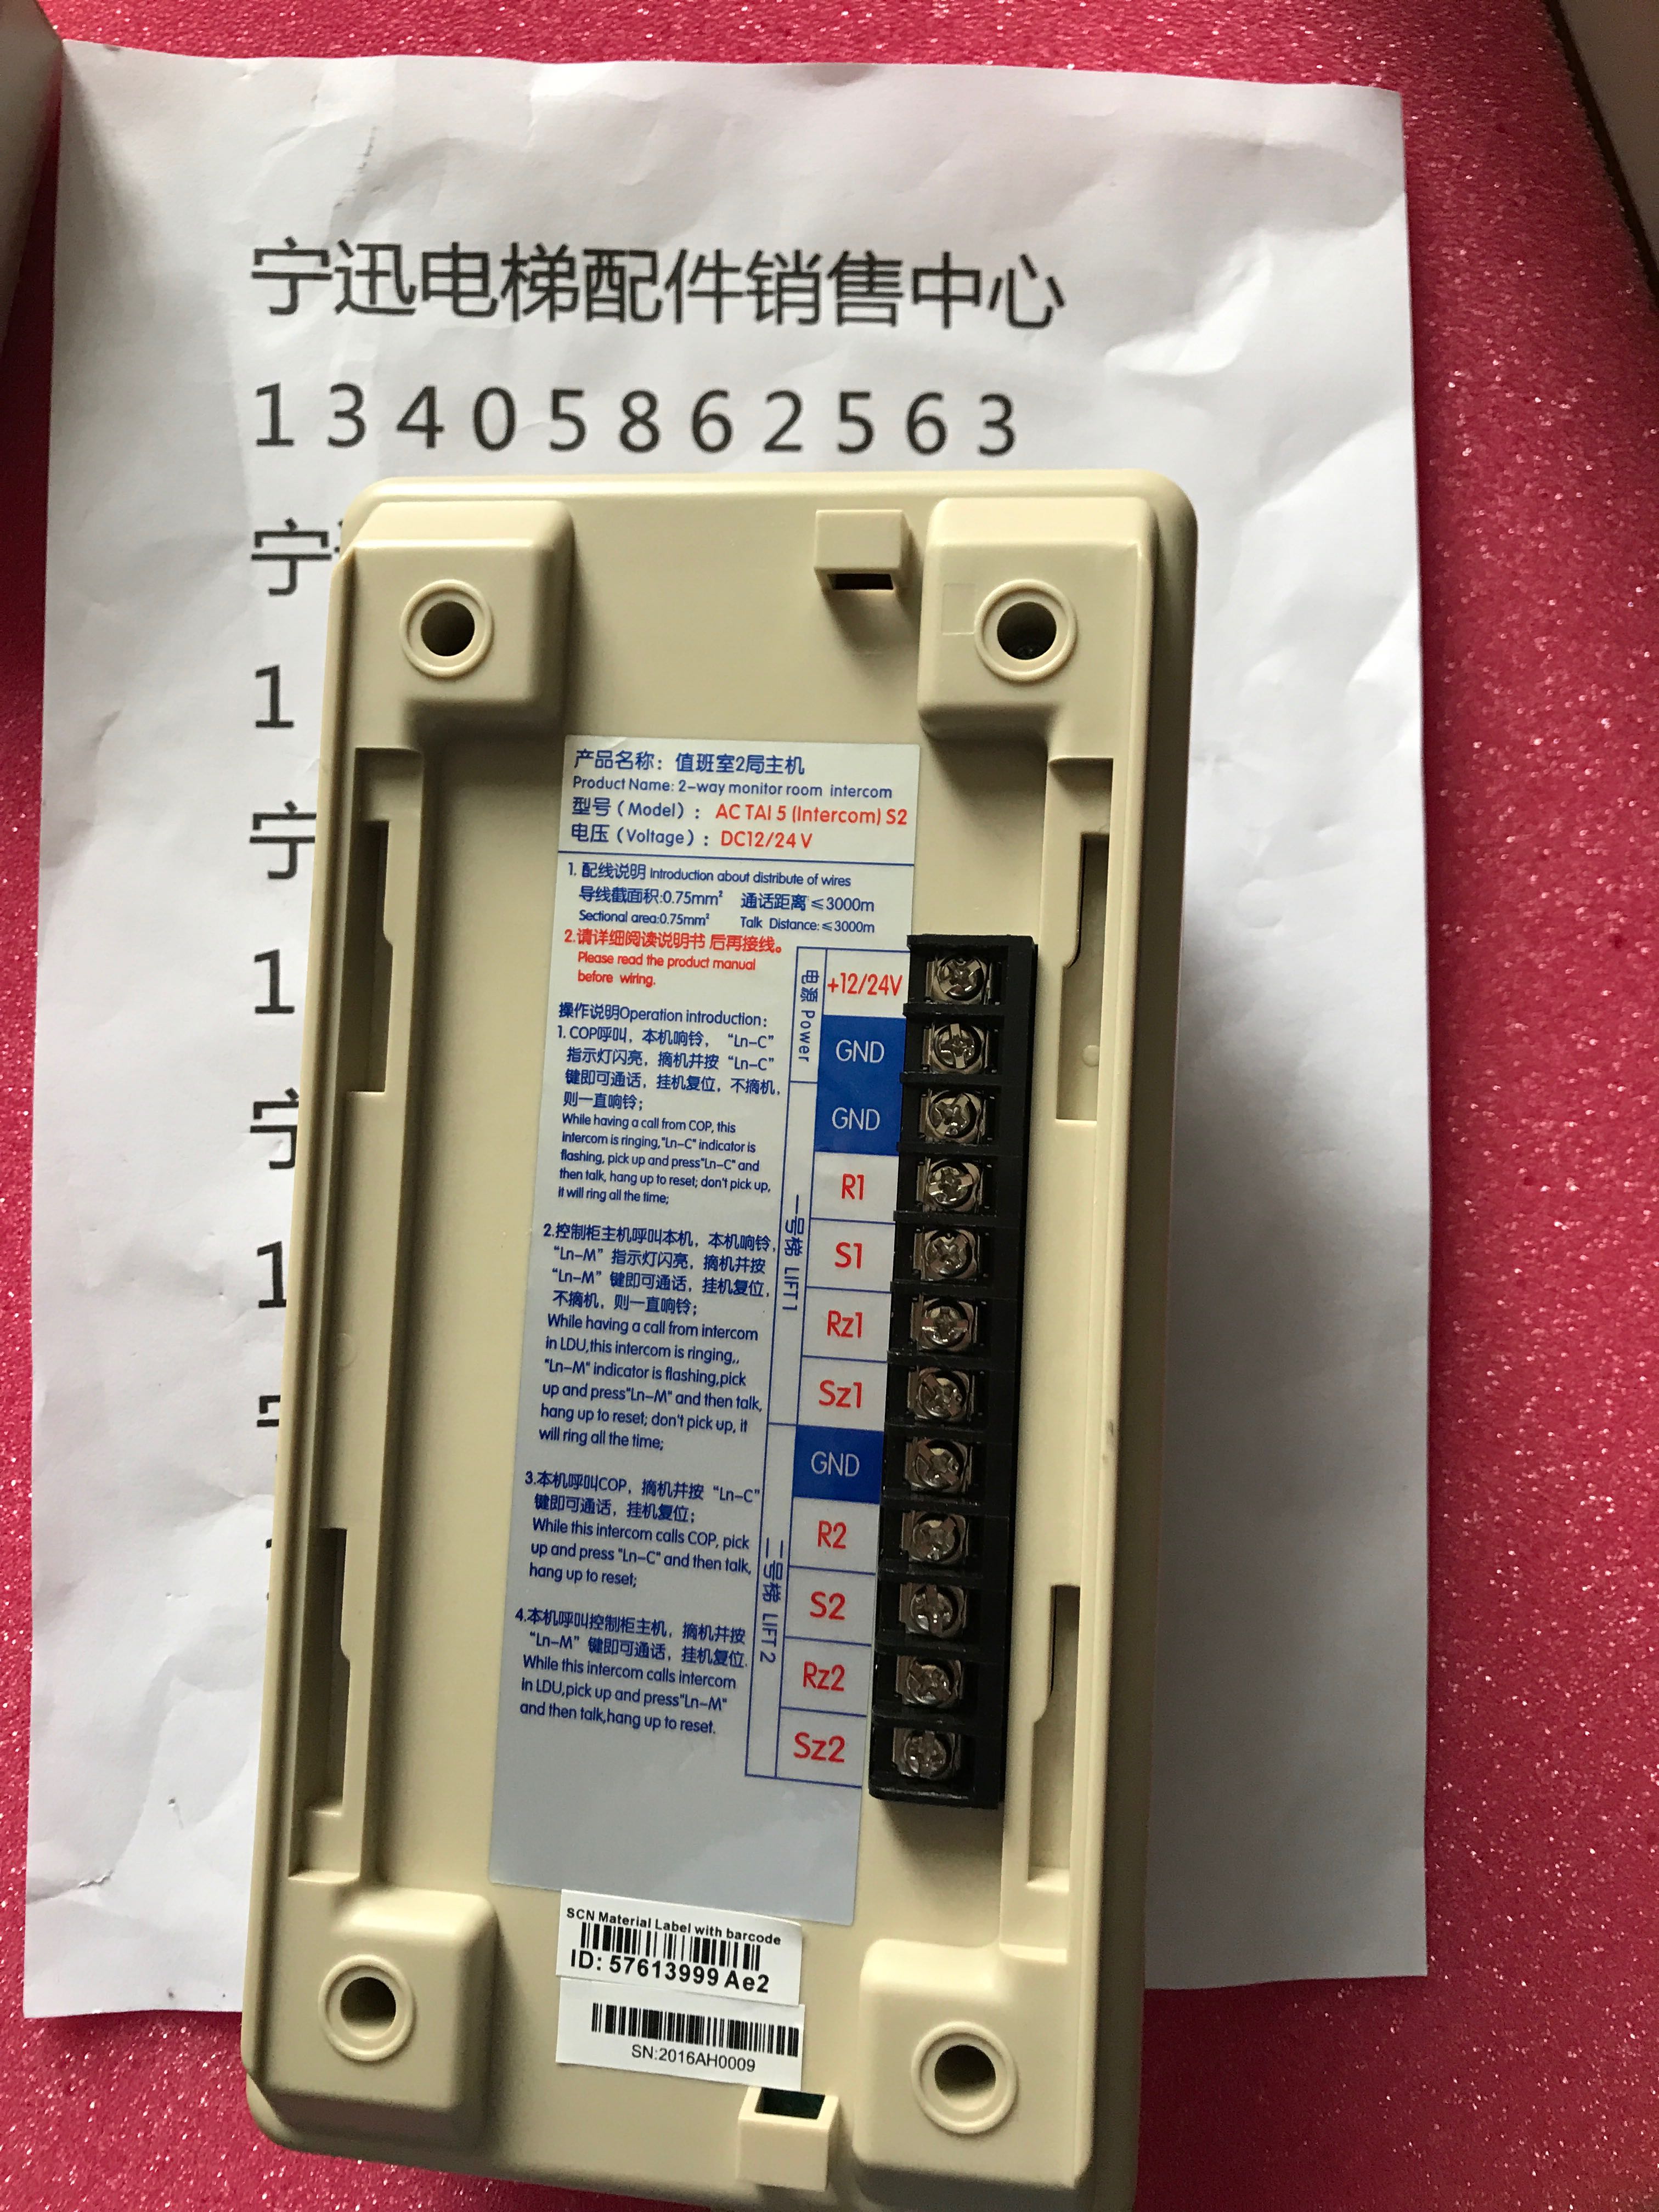 宁迅电梯配件销售中心
13405862563
宁
1
宁
1
宁
1
产品名称：值班室2局主机
Product Name: 2-way monitor room intercom
型号（Model）： AC TAI 5 (Intercom) S2
电压（Voltage）：DC12/24 V
1. 配线说明 Introduction about distribute of wires
导线截面积:0.75mm² 通话距离≤3000m
Sectional area:0.75mm² Talk Distance:≤3000m
2.请详细阅读说明书 后再接线。
Please read the product manual
before wiring.
操作说明Operation introduction：
1.COP呼叫，本机响铃，“Ln-C”
指示灯闪亮，摘机并按“Ln-C”
键即可通话，挂机复位，不摘机，
则一直响铃；
While having a call from COP, this
intercom is ringing,"Ln-C" indicator is
flashing, pick up and press"Ln-C" and
then talk, hang up to reset; don't pick up,
it will ring all the time;
2.控制柜主机呼叫本机，本机响铃，
“Ln-M”指示灯闪亮，摘机并按
“Ln-M”键即可通话，挂机复位，
不摘机，则一直响铃；
While having a call from intercom
in LDU,this intercom is ringing,,
"Ln-M" indicator is flashing,pick
up and press"Ln-M" and then talk,
hang up to reset; don't pick up, it
will ring all the time;
3.本机呼叫COP，摘机并按“Ln-C”
键即可通话，挂机复位；
While this intercom calls COP, pick
up and press "Ln-C" and then talk,
hang up to reset;
4.本机呼叫控制柜主机，摘机并按
“Ln-M”键即可通话，挂机复位.
While this intercom calls intercom
in LDU,pick up and press"Ln-M"
and then talk,hang up to reset.
电源 Power
+12/24V
GND
一号梯 LIFT1
GND
R1
S1
Rz1
Sz1
二号梯 LIFT 2
GND
R2
S2
Rz2
Sz2
SCN Material Label with barcode
ID: 57613999 Ae2
SN:2016AH0009